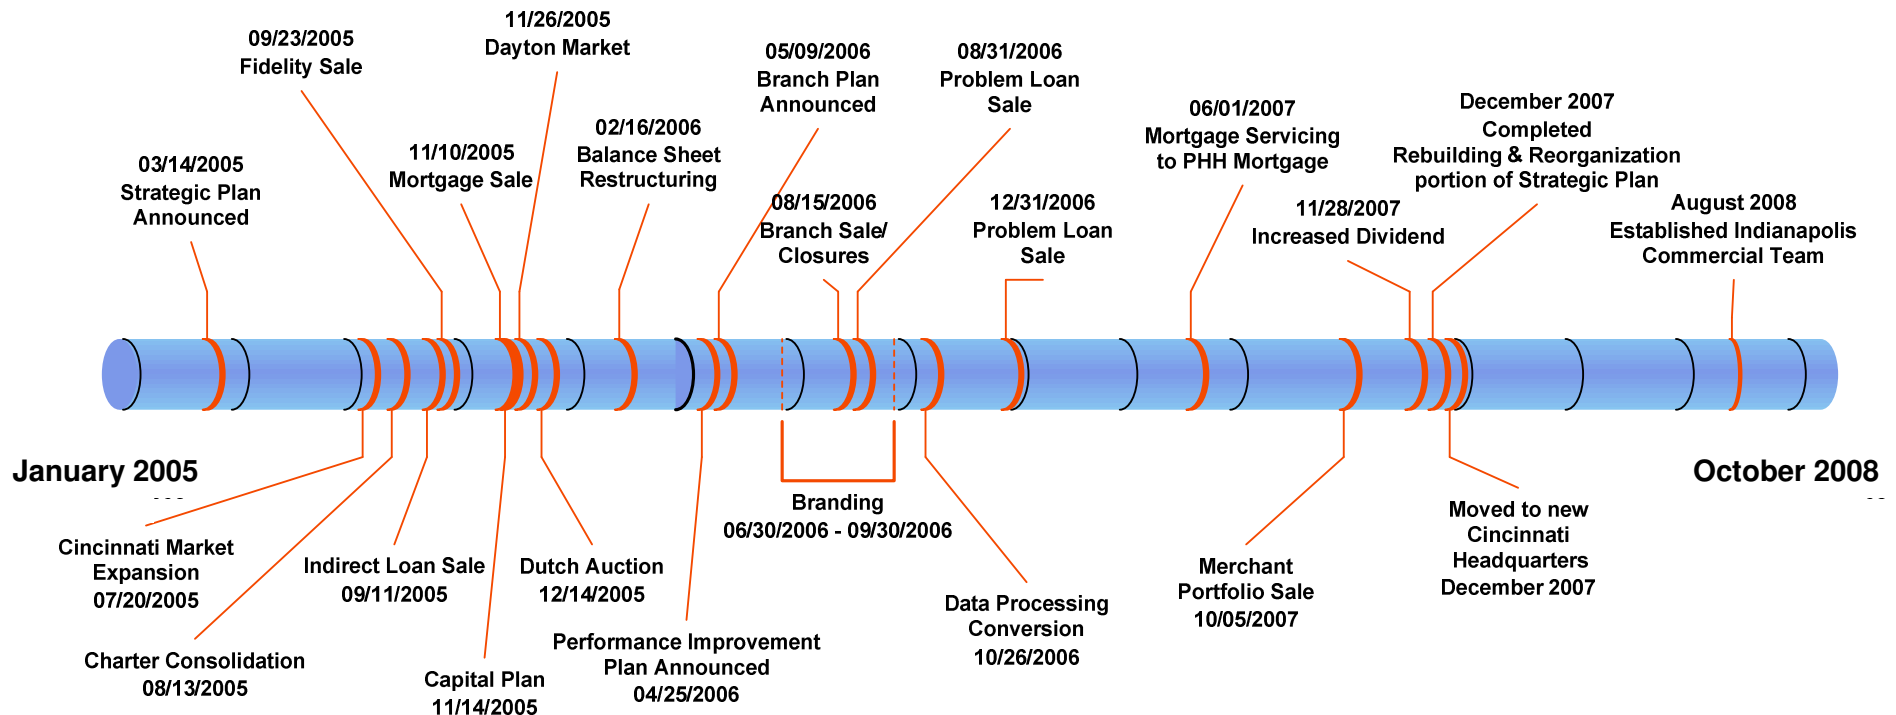 11/26/2005
Dayton Market
09/23/2005
Fidelity Sale
05/09/2006
Branch Plan
Announced
08/31/2006
Problem Loan
Sale
December 2007
Completed
Rebuilding & Reorganization
portion of Strategic Plan
06/01/2007
Mortgage Servicing
to PHH Mortgage
02/16/2006
Balance Sheet
Restructuring
11/10/2005
Mortgage Sale
03/14/2005
Strategic Plan
Announced
08/15/2006
Branch Sale/
Closures
12/31/2006
Problem Loan
Sale
11/28/2007
Increased Dividend
August 2008
Established Indianapolis
Commercial Team
January 2005
October 2008
Cincinnati Market
Expansion
07/20/2005
Charter Consolidation
08/13/2005
Indirect Loan Sale
09/11/2005
Capital Plan
11/14/2005
Dutch Auction
12/14/2005
Performance Improvement
Plan Announced
04/25/2006
Branding
06/30/2006 - 09/30/2006
Data Processing
Conversion
10/26/2006
Merchant
Portfolio Sale
10/05/2007
Moved to new
Cincinnati
Headquarters
December 2007